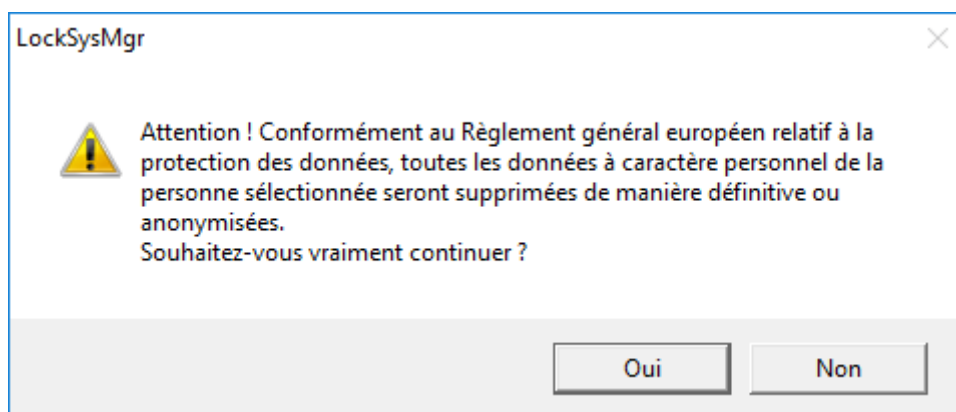 LockSysMgr
Attention ! Conformément au Règlement général européen relatif à la
protection des données, toutes les données à caractère personnel de la
personne sélectionnée seront supprimées de manière définitive ou
anonymisées.
Souhaitez-vous vraiment continuer ?
Oui
Non